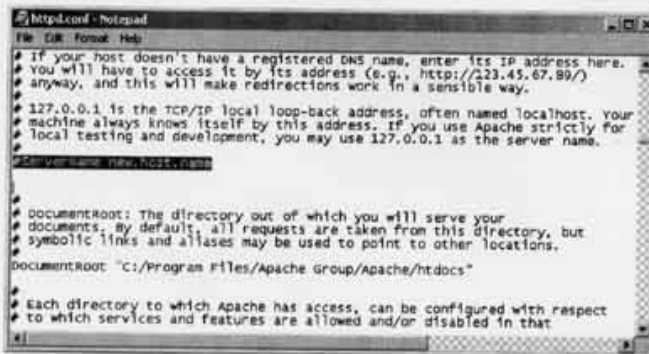 httpd.conf - Notepad
File Edit Format Help
# If your host doesn't have a registered DNS name, enter its IP address here.
# You will have to access it by its address (e.g., http://123.45.67.89/)
# anyway, and this will make redirections work in a sensible way.
#
# 127.0.0.1 is the TCP/IP local loop-back address, often named localhost. Your
# machine always knows itself by this address. If you use Apache strictly for
# local testing and development, you may use 127.0.0.1 as the server name.
#
#ServerName new.host.name
#
# DocumentRoot: The directory out of which you will serve your
# documents. By default, all requests are taken from this directory, but
# symbolic links and aliases may be used to point to other locations.
#
DocumentRoot "C:/Program Files/Apache Group/Apache/htdocs"
#
# Each directory to which Apache has access, can be configured with respect
# to which services and features are allowed and/or disabled in that